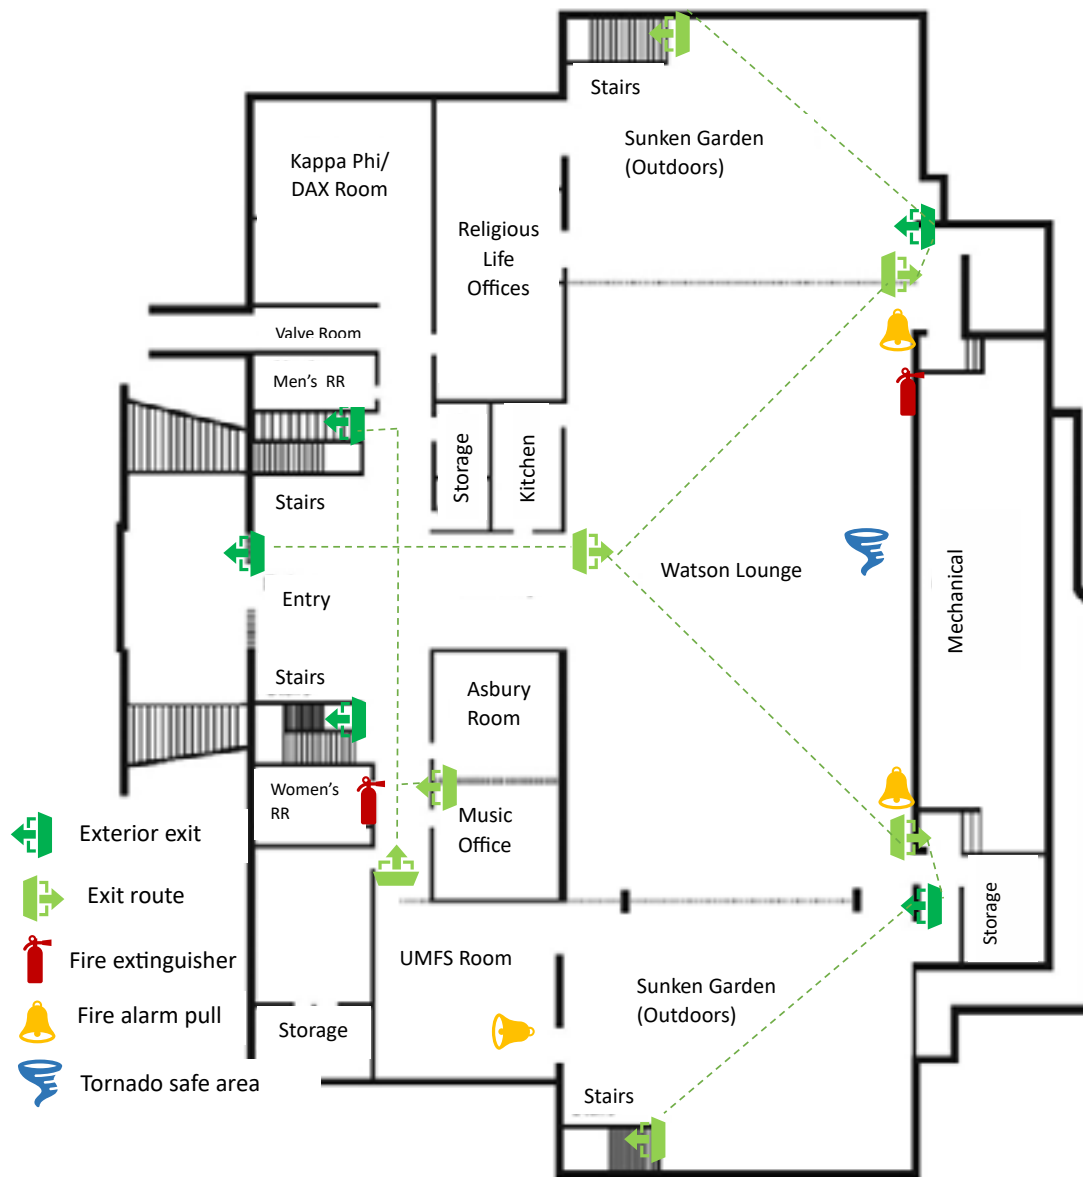 Stairs
Sunken Garden
(Outdoors)
Kappa Phi/
DAX Room
Religious
Life
Offices
Valve Room
Men's RR
Storage
Kitchen
Stairs
Watson Lounge
Mechanical
Entry
Stairs
Asbury
Room
Women's
RR
Music
Office
Exterior exit
Exit route
Fire extinguisher
Fire alarm pull
Tornado safe area
UMFS Room
Storage
Sunken Garden
(Outdoors)
Storage
Stairs